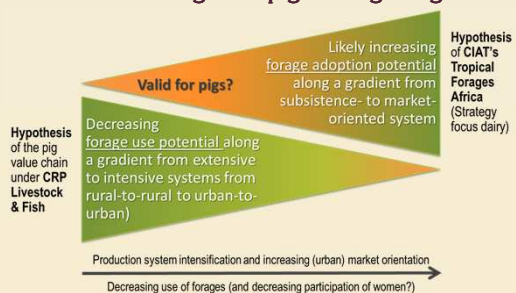 Hypothesis
of CIAT's
Tropical
Forages
Africa
(Strategy
focus dairy)
Likely increasing
forage adoption potential
along a gradient from
subsistence- to market-
oriented system
Valid for pigs?
Hypothesis
of the pig
value chain
under CRP
Livestock
& Fish
Decreasing
forage use potential along
a gradient from extensive
to intensive systems from
rural-to-rural to urban-to-
urban)
Production system intensification and increasing (urban) market orientation
Decreasing use of forages (and decreasing participation of women?)